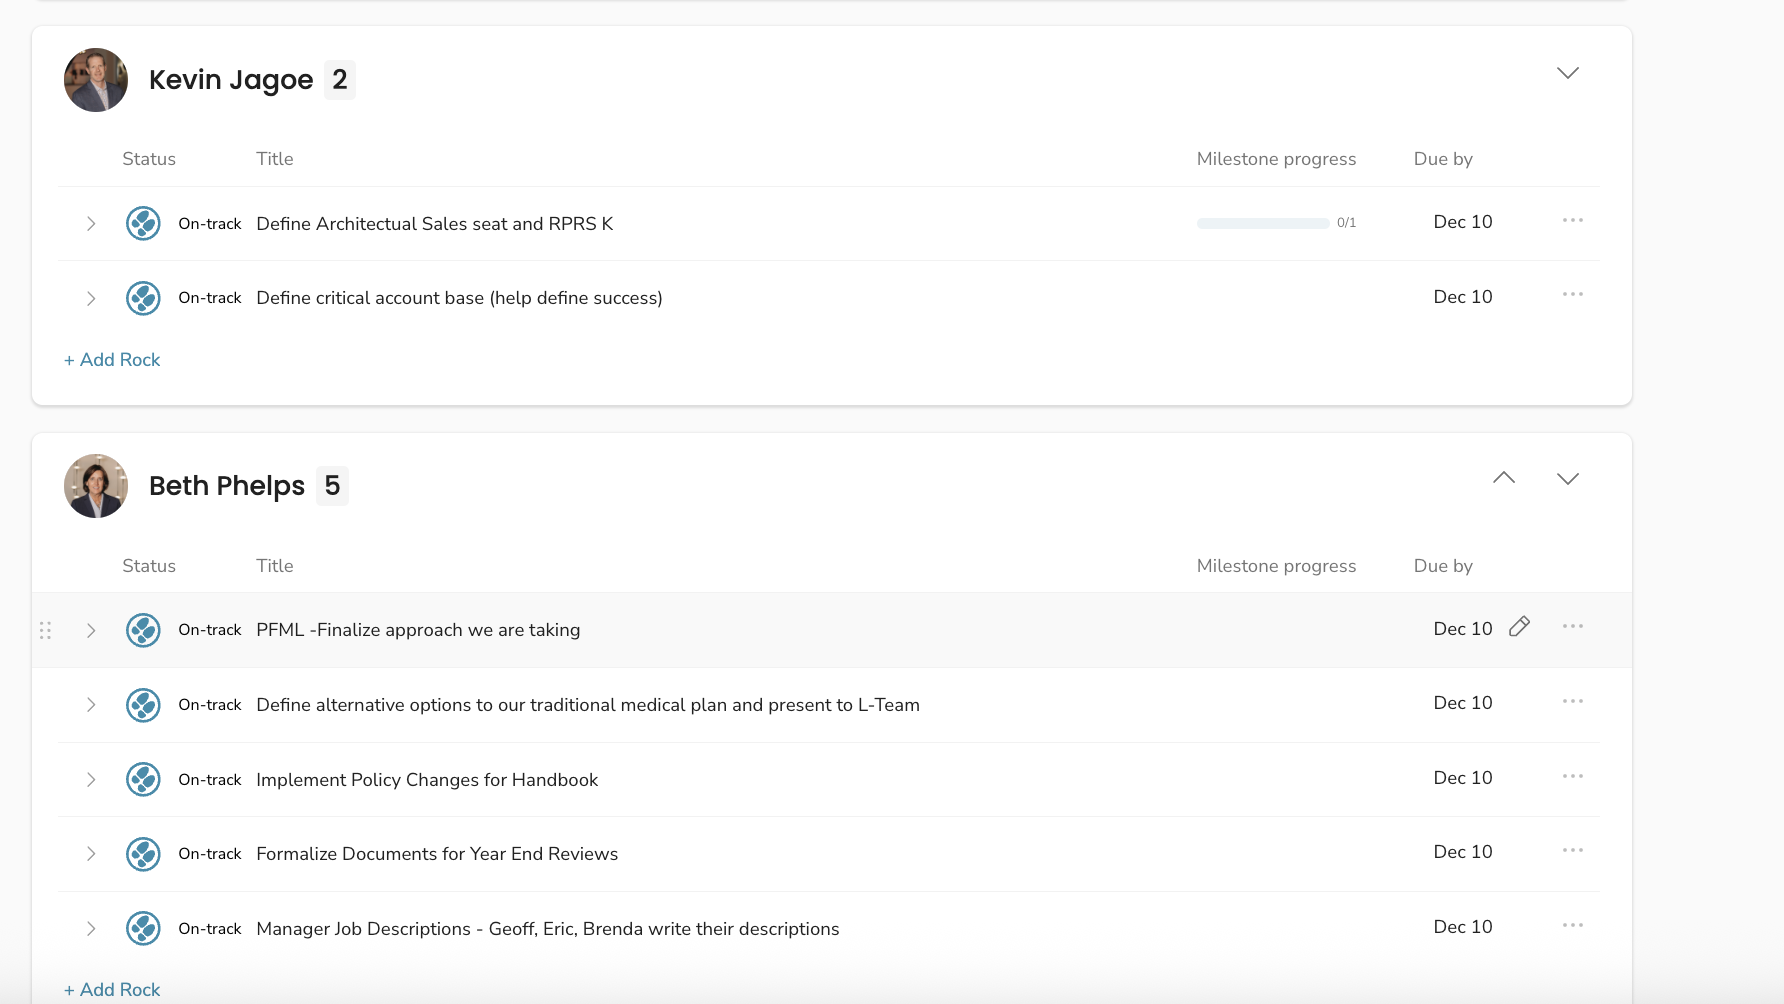 Kevin Jagoe 2
Status Title Milestone progress Due by
On-track Define Architectual Sales seat and RPRS K 0/1 Dec 10
On-track Define critical account base (help define success) Dec 10
+ Add Rock
Beth Phelps 5
Status Title Milestone progress Due by
On-track PFML -Finalize approach we are taking Dec 10
On-track Define alternative options to our traditional medical plan and present to L-Team Dec 10
On-track Implement Policy Changes for Handbook Dec 10
On-track Formalize Documents for Year End Reviews Dec 10
On-track Manager Job Descriptions - Geoff, Eric, Brenda write their descriptions Dec 10
+ Add Rock